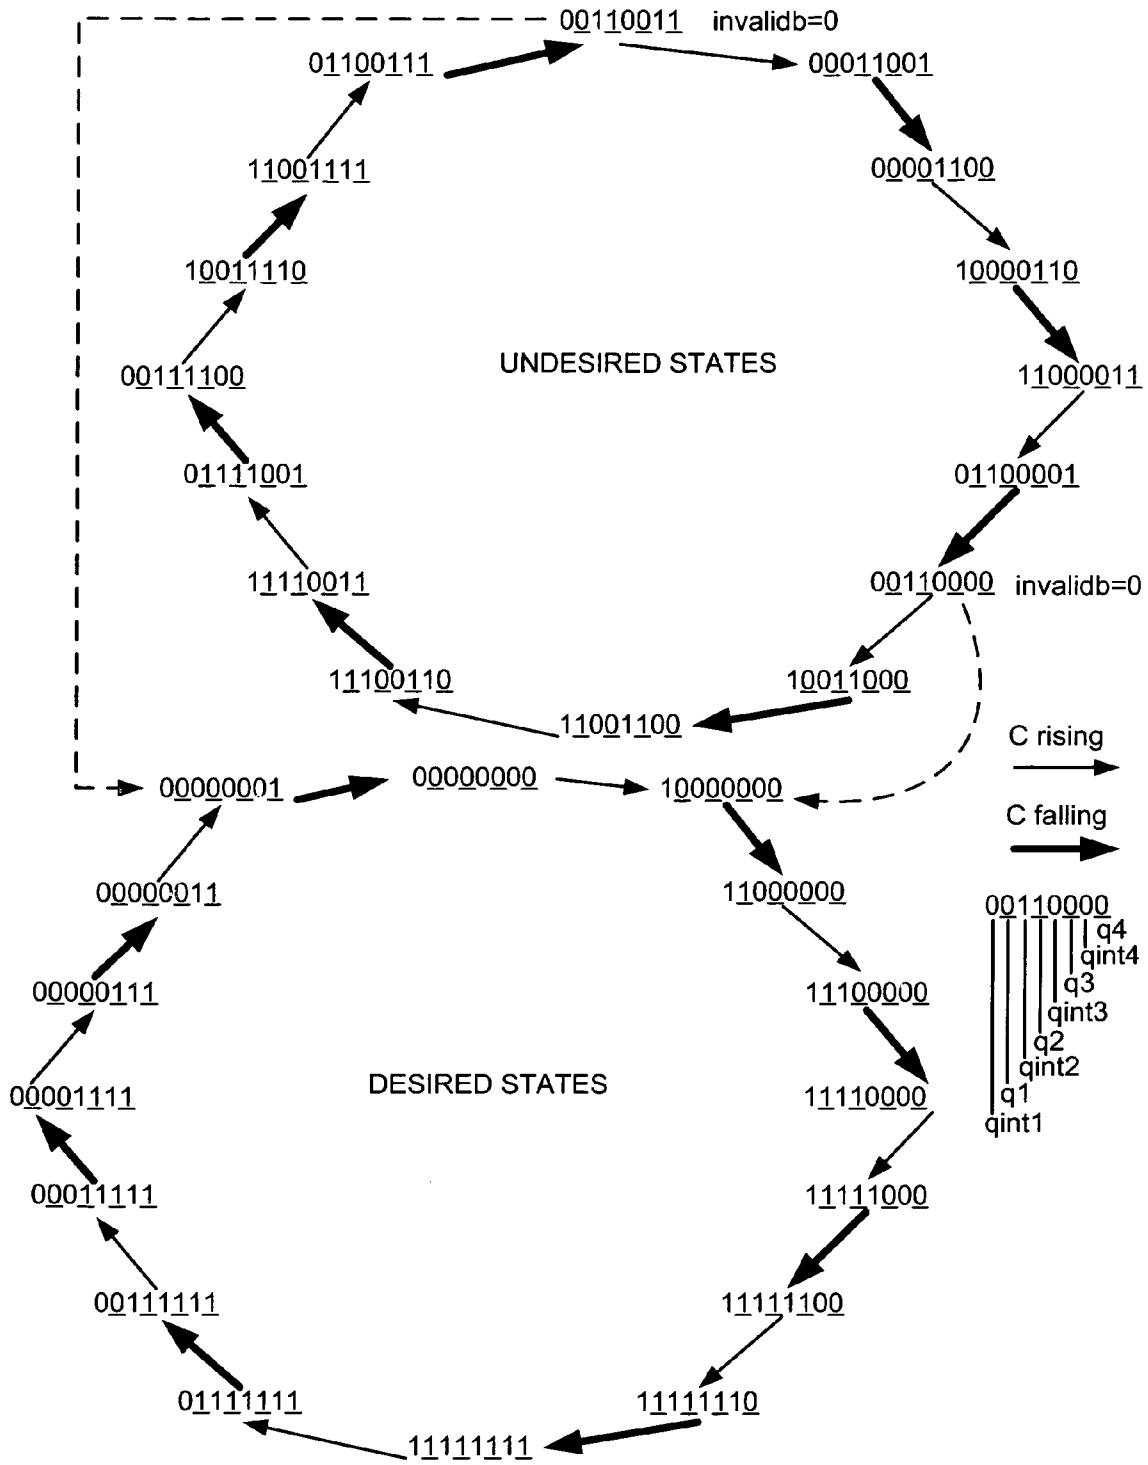 00110011 invalidb=0
01100111
00011001
11001111
00001100
10011110
10000110
UNDESIRED STATES
00111100
11000011
01111001
01100001
11110011
00110000 invalidb=0
11100110
10011000
11001100
C rising
00000001
00000000
10000000
C falling
00000011
11000000
00110000
q4
qint4
q3
qint3
q2
qint2
q1
qint1
00000111
11100000
DESIRED STATES
00001111
11110000
00011111
11111000
00111111
11111100
01111111
11111110
11111111